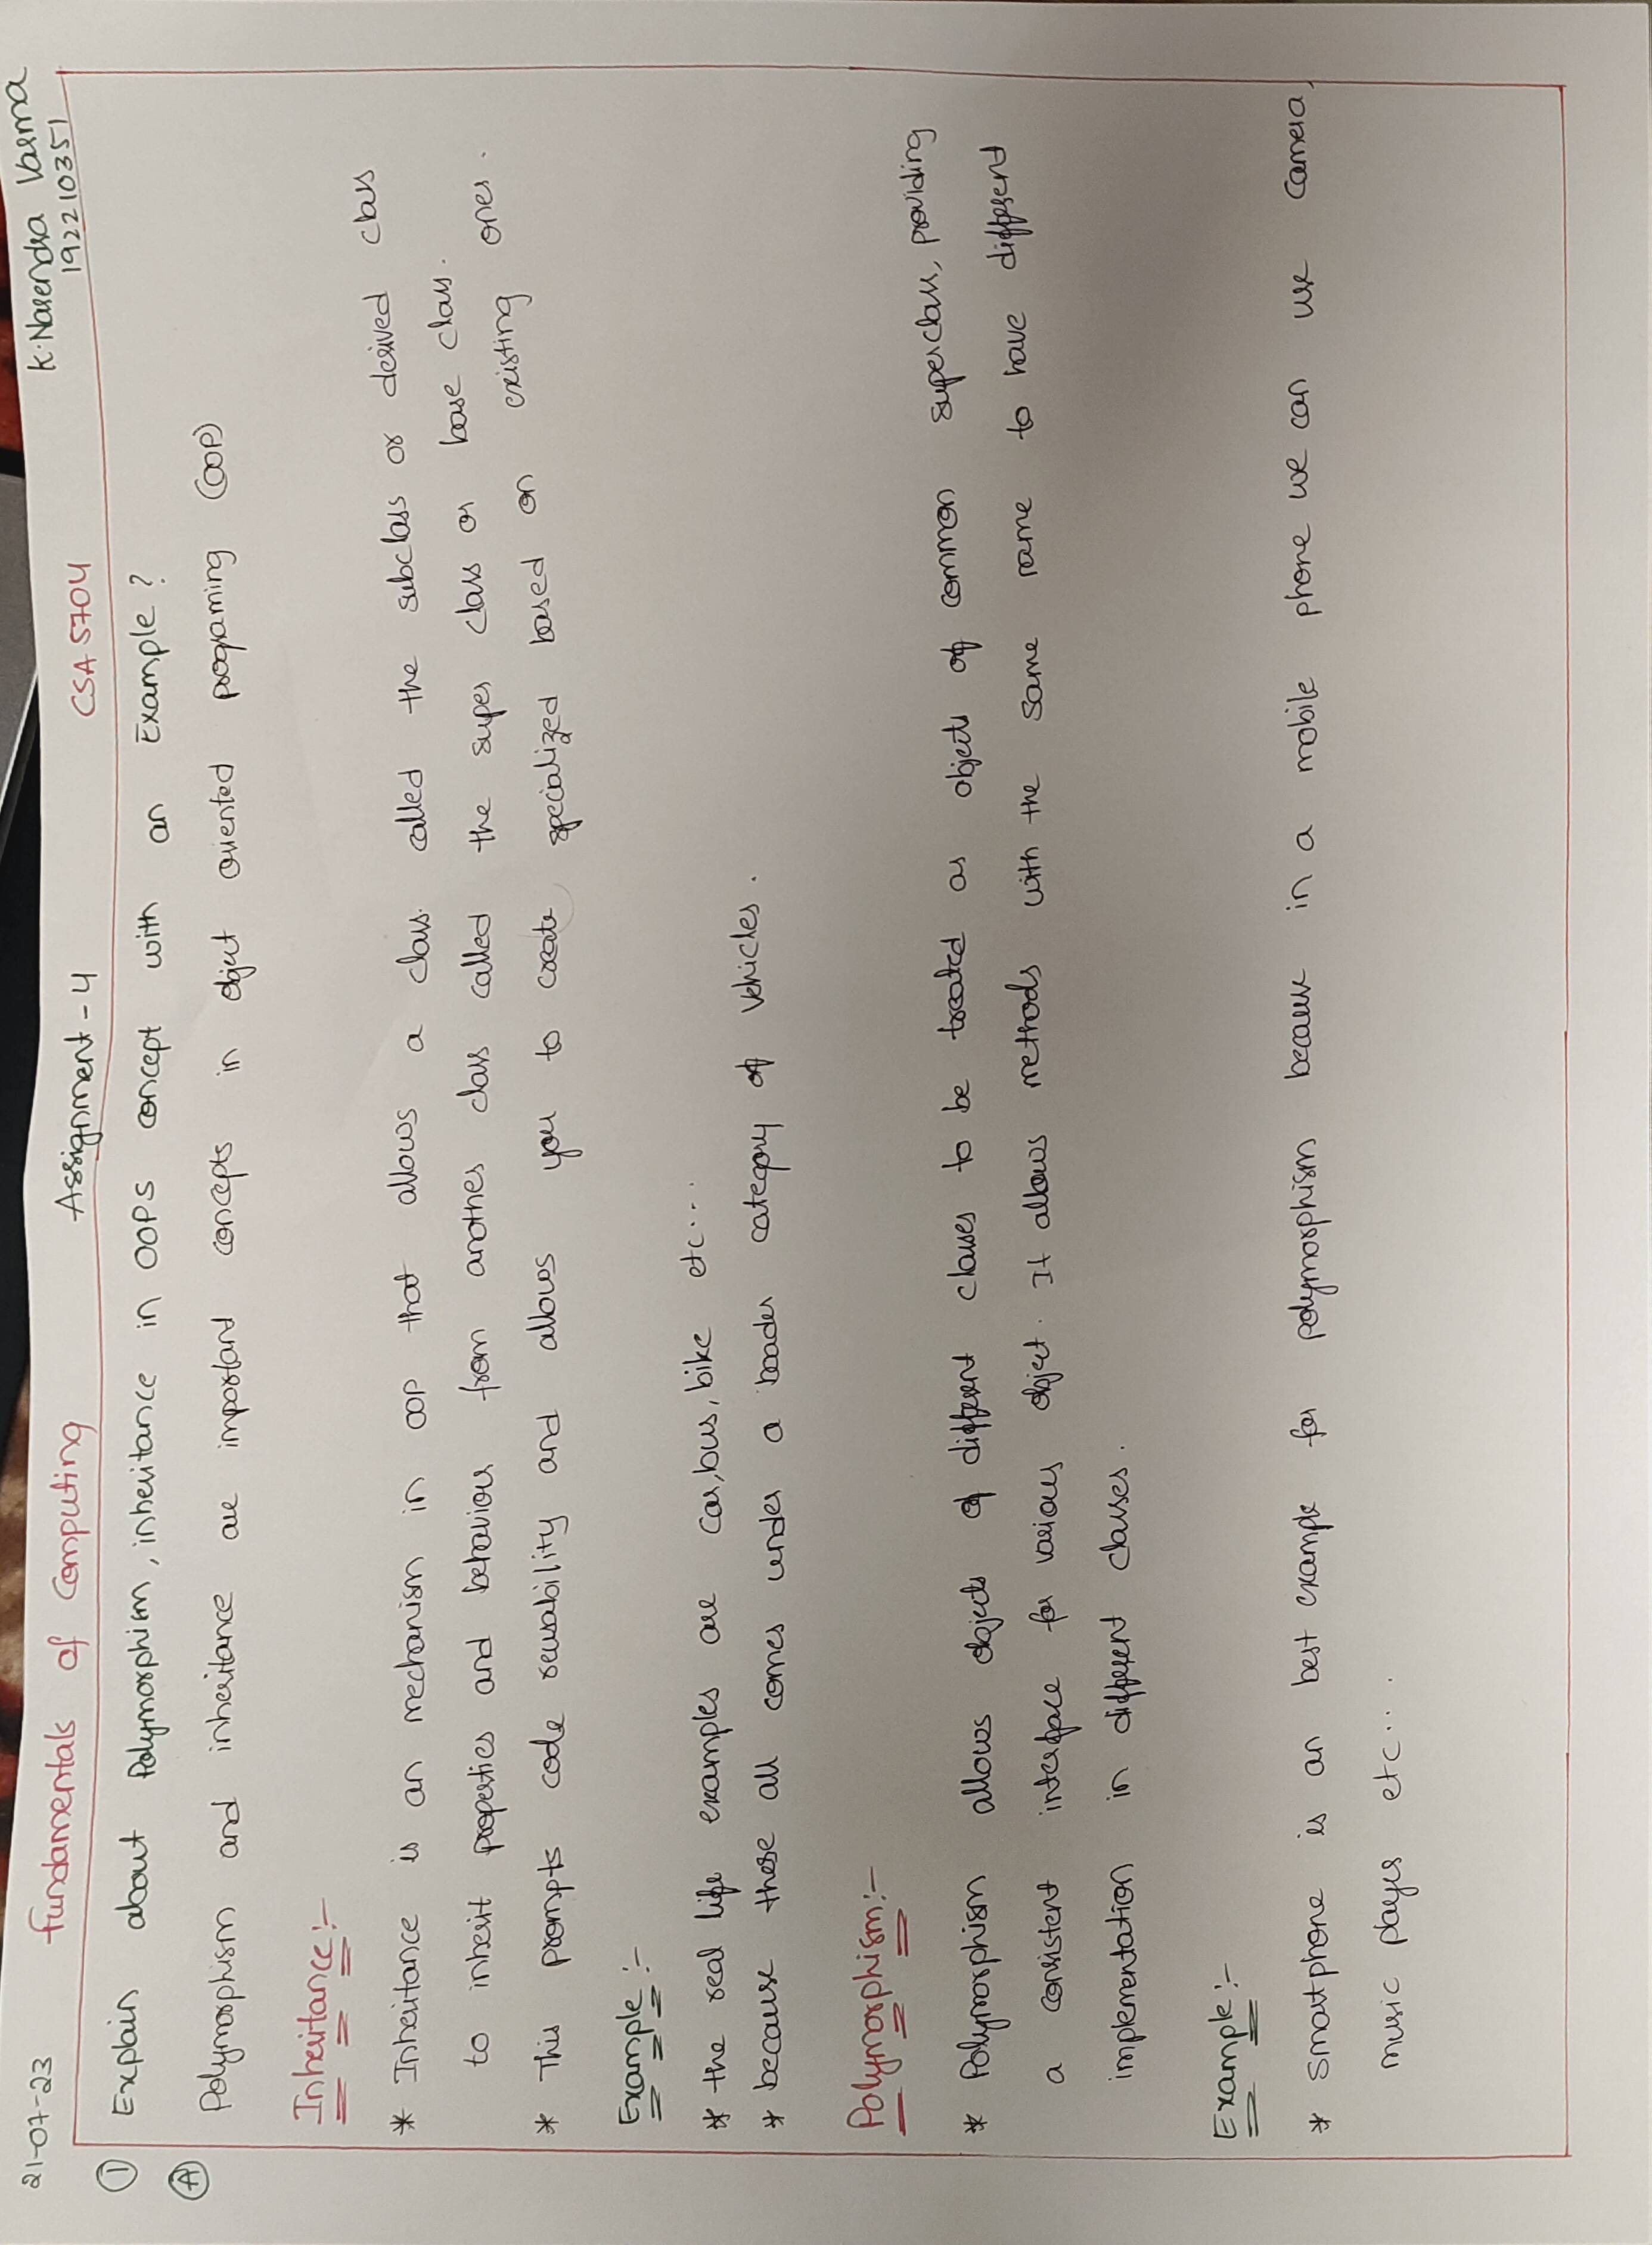 21-07-23 Fundamentals of Computing Assignment-4 CSA5704 K.Narendra Varma
192210351
① Explain about Polymorphim, inheritance in OOPS concept with an Example?
Ⓐ Polymorphism and inheritance are important concepts in object oriented programing (OOP)
Inheritance:-
* Inheritance is an mechanism in OOP that allows a class. called the subclass or derived class
to inherit properties and behaviour from another class called the super class or base class.
* This prompts code reusability and allows you to create specialized based on existing ones.
Example:-
* the real life examples are car, bus, bike etc...
* because these all comes under a boader category of vehicles.
Polymorphism:-
* Polymorphism allows objects of different classes to be treated as objects of common superclass, providing
a consistent interface for various object. It allows methods with the same name to have different
implementation in different classes.
Example:-
* Smartphone is an best example for polymorphism because in a mobile phone we can use camera,
music player etc...